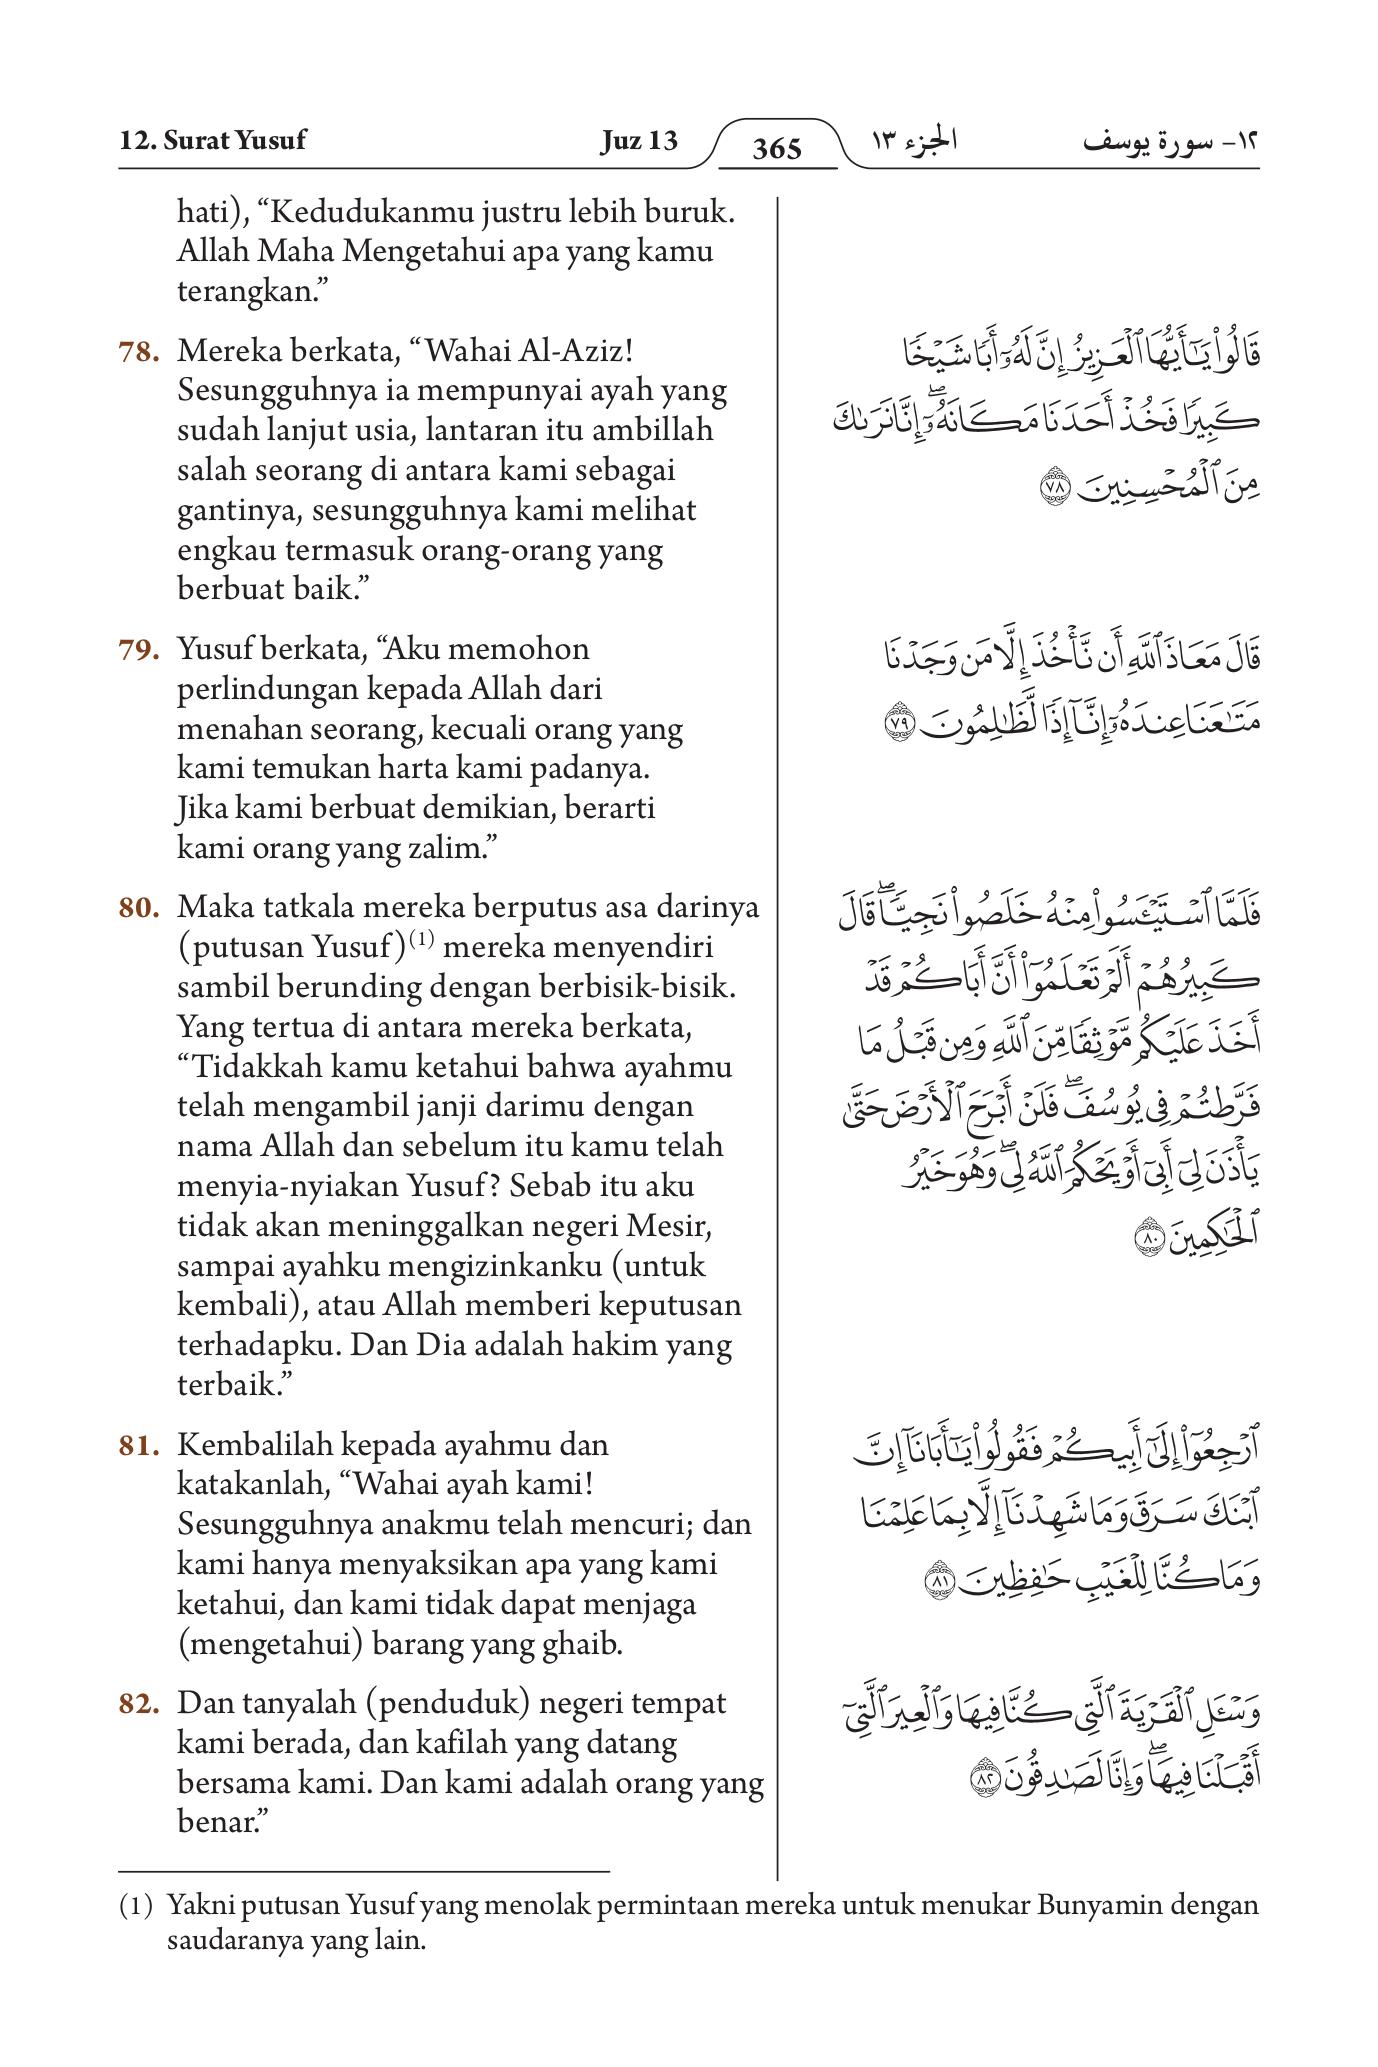 12. Surat Yusuf
Juz 13
365
الجزء ١٣
١٢- سورة يوسف
hati), “Kedudukanmu justru lebih buruk.
Allah Maha Mengetahui apa yang kamu
terangkan.”
78. Mereka berkata, “Wahai Al-Aziz!
Sesungguhnya ia mempunyai ayah yang
sudah lanjut usia, lantaran itu ambillah
salah seorang di antara kami sebagai
gantinya, sesungguhnya kami melihat
engkau termasuk orang-orang yang
berbuat baik.”
قَالُوا۟ يَـٰٓأَيُّهَا ٱلْعَزِيزُ إِنَّ لَهُۥٓ أَبًا شَيْخًا
كَبِيرًا فَخُذْ أَحَدَنَا مَكَانَهُۥٓ ۖ إِنَّا نَرَىٰكَ
مِنَ ٱلْمُحْسِنِينَ ٧٨
79. Yusuf berkata, “Aku memohon
perlindungan kepada Allah dari
menahan seorang, kecuali orang yang
kami temukan harta kami padanya.
Jika kami berbuat demikian, berarti
kami orang yang zalim.”
قَالَ مَعَاذَ ٱللَّهِ أَن نَّأْخُذَ إِلَّا مَن وَجَدْنَا
مَتَـٰعَنَا عِندَهُۥٓ إِنَّآ إِذًا لَّظَـٰلِمُونَ ٧٩
80. Maka tatkala mereka berputus asa darinya
(putusan Yusuf)(1) mereka menyendiri
sambil berunding dengan berbisik-bisik.
Yang tertua di antara mereka berkata,
“Tidakkah kamu ketahui bahwa ayahmu
telah mengambil janji darimu dengan
nama Allah dan sebelum itu kamu telah
menyia-nyiakan Yusuf? Sebab itu aku
tidak akan meninggalkan negeri Mesir,
sampai ayahku mengizinkanku (untuk
kembali), atau Allah memberi keputusan
terhadapku. Dan Dia adalah hakim yang
terbaik.”
فَلَمَّا ٱسْتَيْـَٔسُوا۟ مِنْهُ خَلَصُوا۟ نَجِيًّا ۖ قَالَ
كَبِيرُهُمْ أَلَمْ تَعْلَمُوٓا۟ أَنَّ أَبَاكُمْ قَدْ
أَخَذَ عَلَيْكُم مَّوْثِقًا مِّنَ ٱللَّهِ وَمِن قَبْلُ مَا
فَرَّطتُمْ فِى يُوسُفَ ۖ فَلَنْ أَبْرَحَ ٱلْأَرْضَ حَتَّىٰ
يَأْذَنَ لِىٓ أَبِىٓ أَوْ يَحْكُمَ ٱللَّهُ لِى ۖ وَهُوَ خَيْرُ
ٱلْحَـٰكِمِينَ ٨٠
81. Kembalilah kepada ayahmu dan
katakanlah, “Wahai ayah kami!
Sesungguhnya anakmu telah mencuri; dan
kami hanya menyaksikan apa yang kami
ketahui, dan kami tidak dapat menjaga
(mengetahui) barang yang ghaib.
ٱرْجِعُوٓا۟ إِلَىٰٓ أَبِيكُمْ فَقُولُوا۟ يَـٰٓأَبَانَآ إِنَّ
ٱبْنَكَ سَرَقَ وَمَا شَهِدْنَآ إِلَّا بِمَا عَلِمْنَا
وَمَا كُنَّا لِلْغَيْبِ حَـٰفِظِينَ ٨١
82. Dan tanyalah (penduduk) negeri tempat
kami berada, dan kafilah yang datang
bersama kami. Dan kami adalah orang yang
benar.”
وَسْـَٔلِ ٱلْقَرْيَةَ ٱلَّتِى كُنَّا فِيهَا وَٱلْعِيرَ ٱلَّتِىٓ
أَقْبَلْنَا فِيهَا ۖ وَإِنَّا لَصَـٰدِقُونَ ٨٢
(1) Yakni putusan Yusuf yang menolak permintaan mereka untuk menukar Bunyamin dengan
saudaranya yang lain.